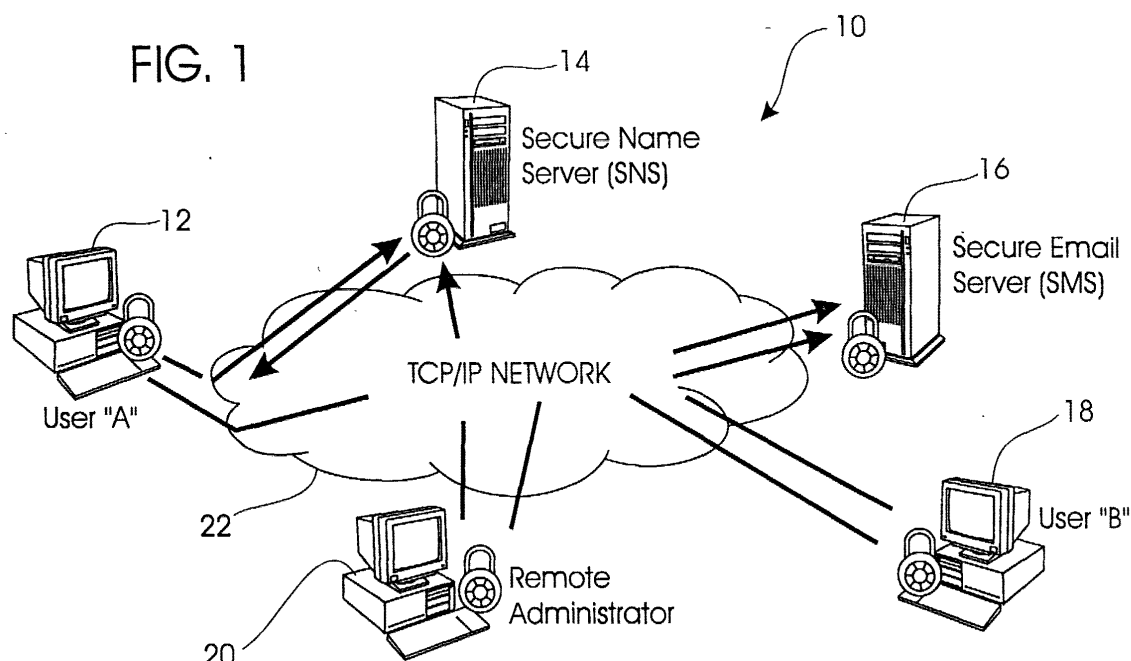 FIG. 1
10
14
Secure Name
Server (SNS)
16
12
Secure Email
Server (SMS)
TCP/IP NETWORK
User "A"
18
22
User "B"
Remote
Administrator
20